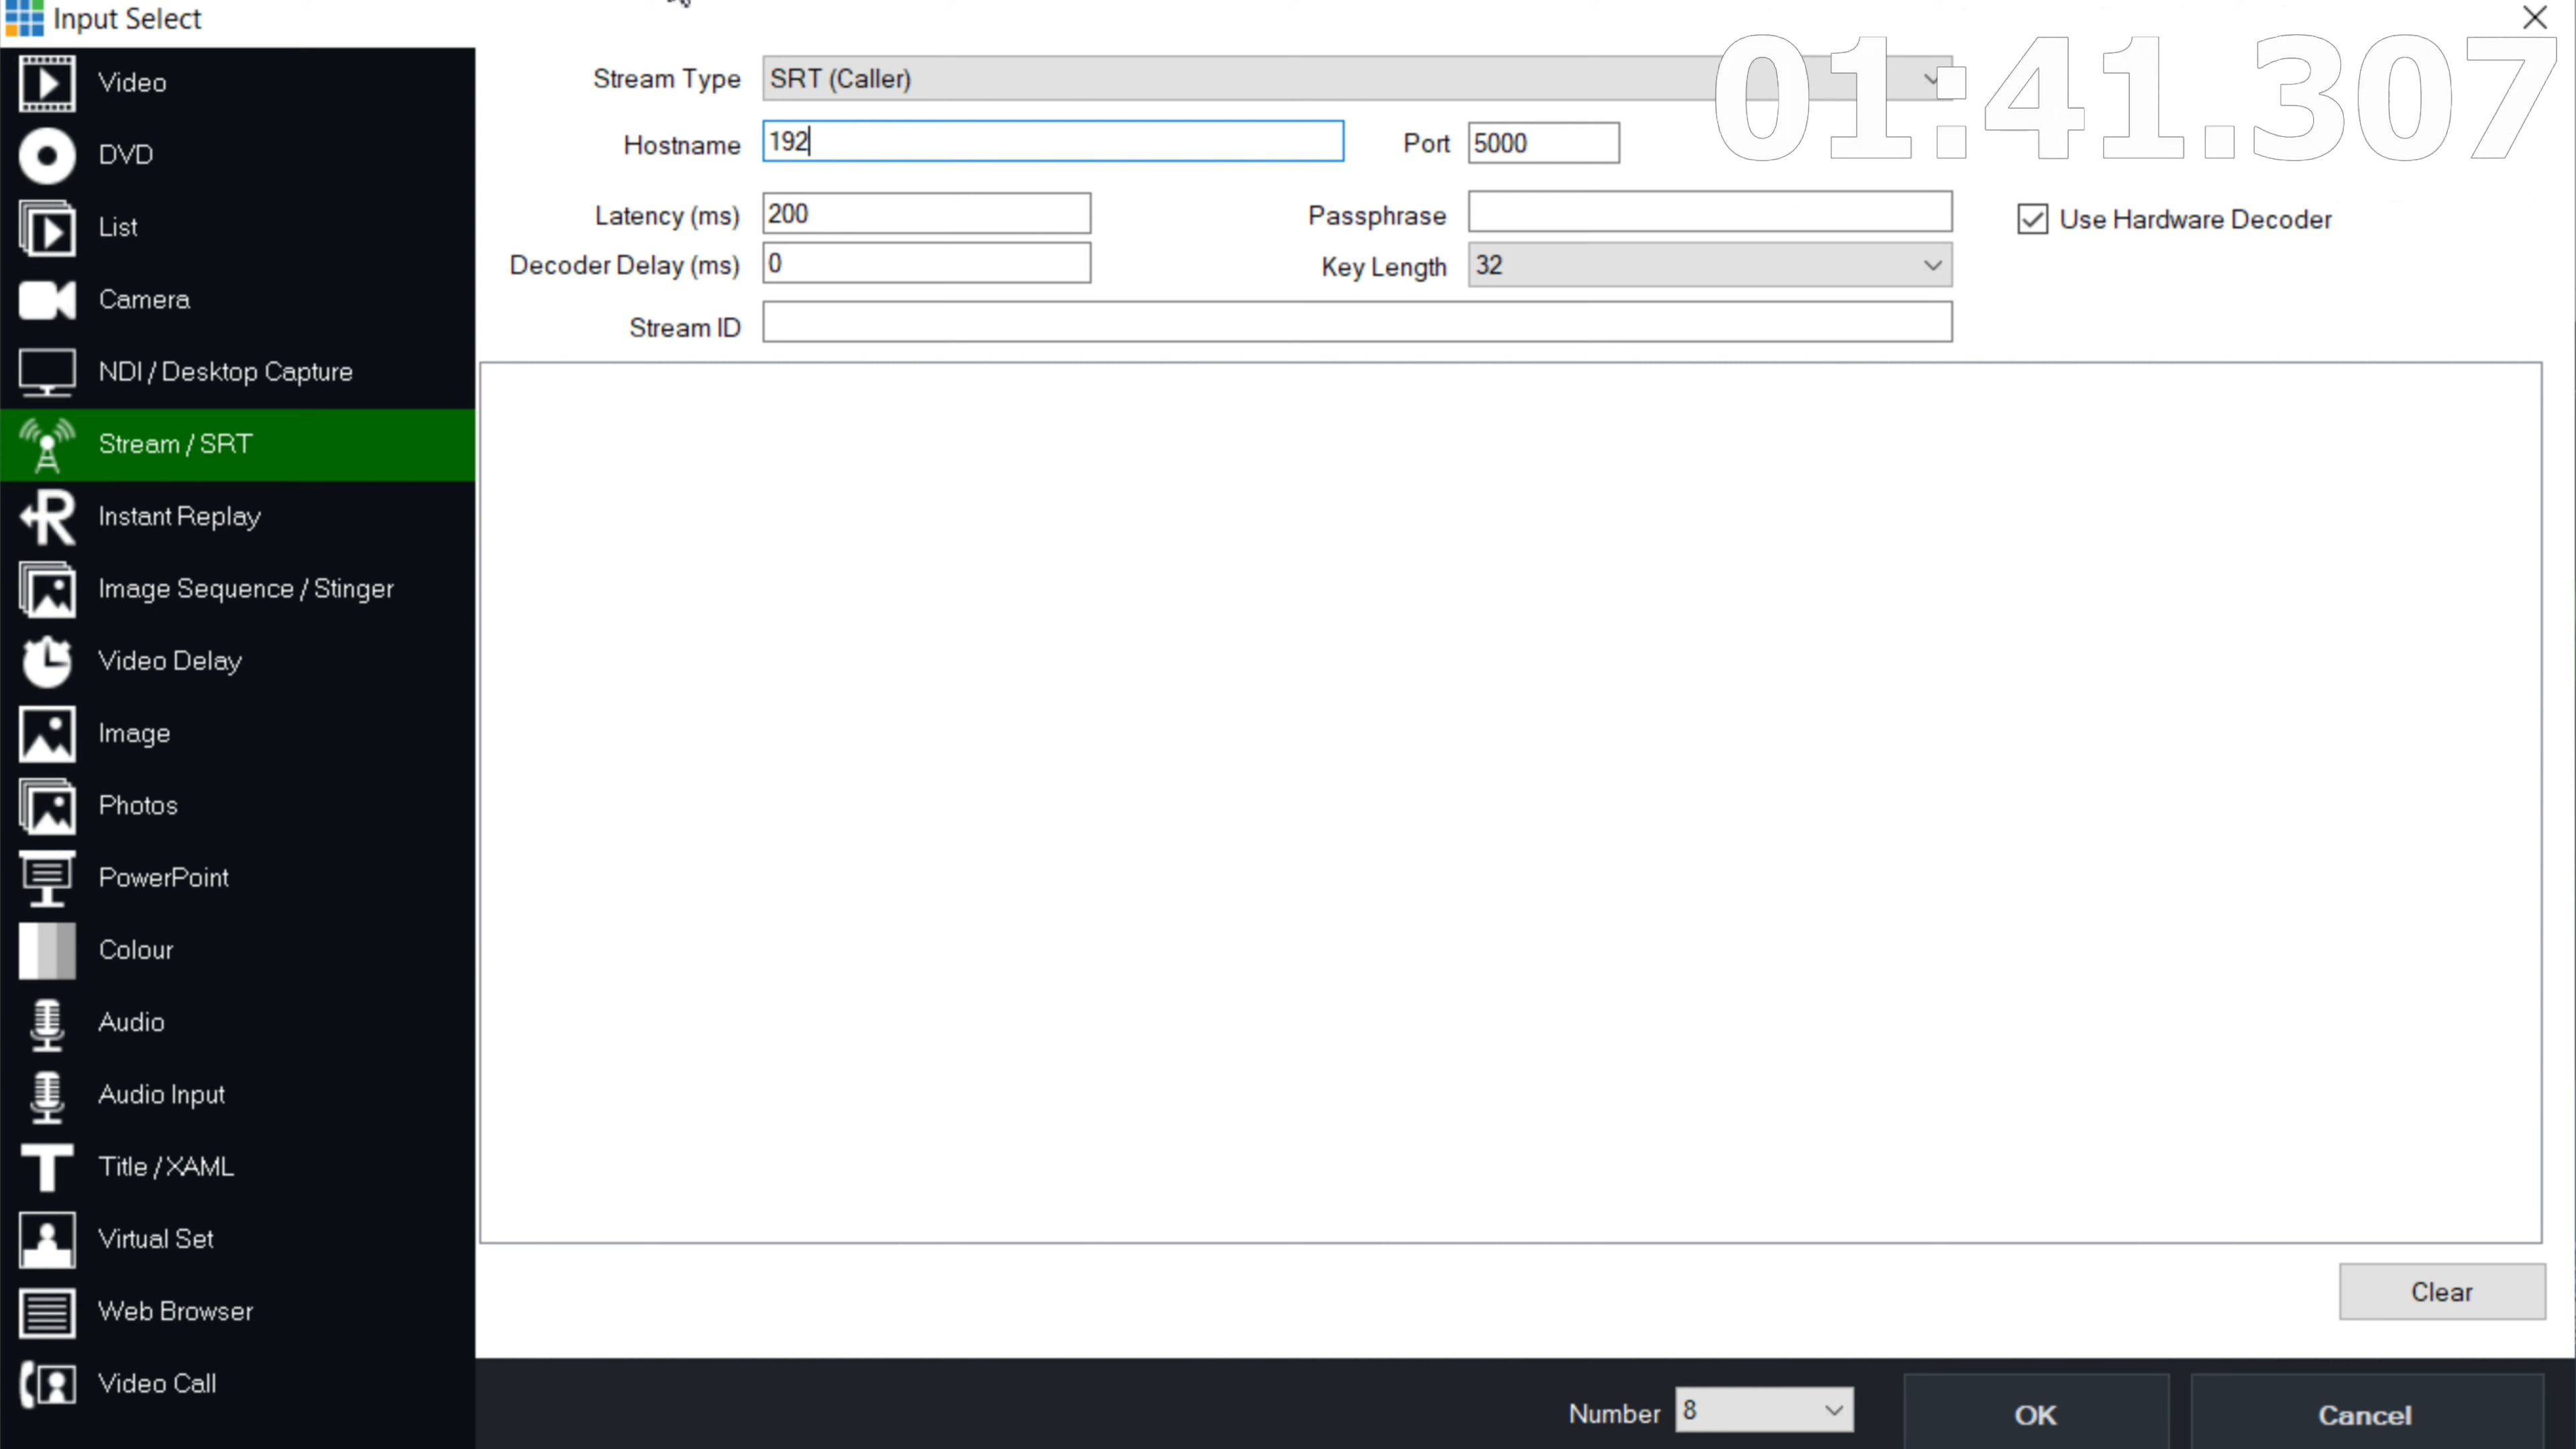 Input Select
01:41.307
Video
DVD
List
Camera
NDI / Desktop Capture
Stream / SRT
Instant Replay
Image Sequence / Stinger
Video Delay
Image
Photos
PowerPoint
Colour
Audio
Audio Input
Title / XAML
Virtual Set
Web Browser
Video Call
Stream Type SRT (Caller)
Hostname 192 Port 5000
Latency (ms) 200 Passphrase Use Hardware Decoder
Decoder Delay (ms) 0 Key Length 32
Stream ID
Clear
Number 8 OK Cancel